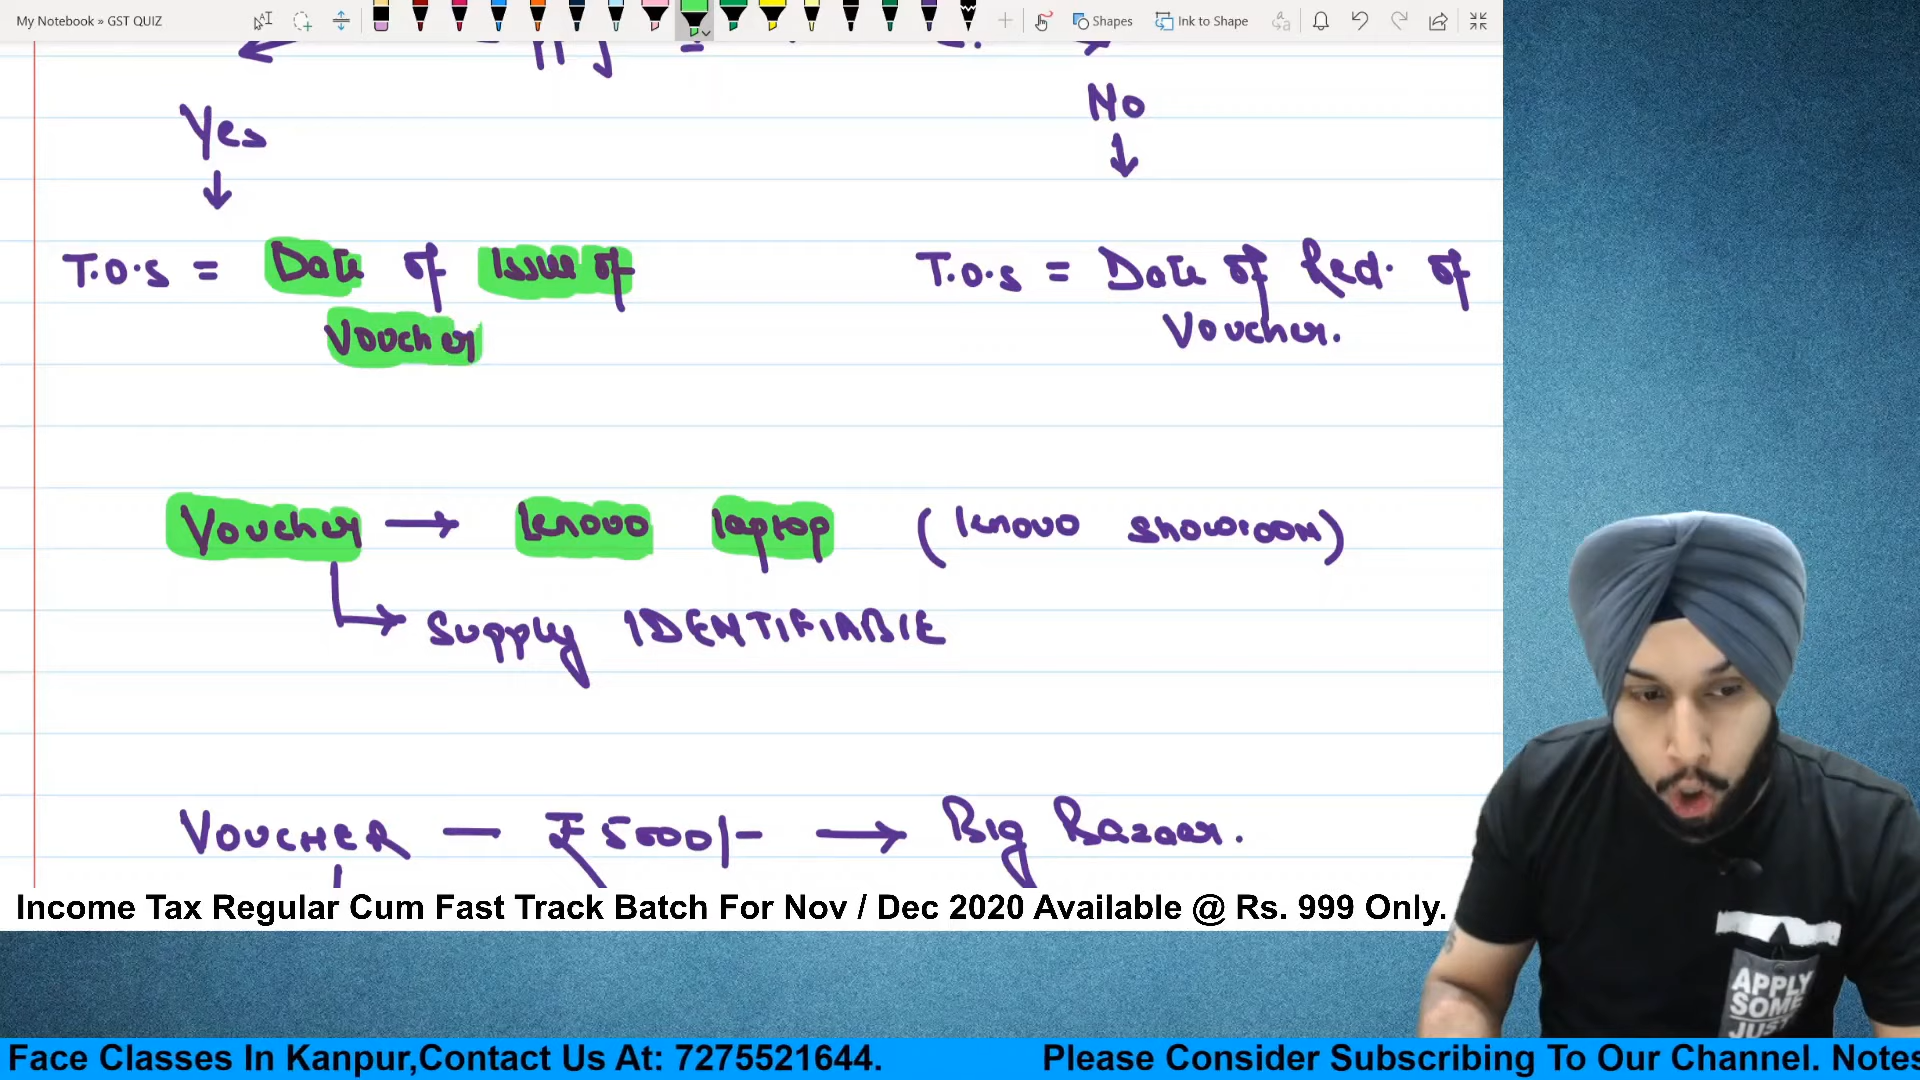 My Notebook » GST QUIZ
Shapes
Ink to Shape
Yes
No
T.O.S = Date of Issue of Voucher
T.O.S = Date of Red. of Voucher.
Voucher → Lenovo laptop (Lenovo showroom)
Supply IDENTIFIABLE
VOUCHER — ₹5000/- → Big Bazaar.
Income Tax Regular Cum Fast Track Batch For Nov / Dec 2020 Available @ Rs. 999 Only.
APPLY
SOME
JUST
Face Classes In Kanpur,Contact Us At: 7275521644. Please Consider Subscribing To Our Channel. Notes